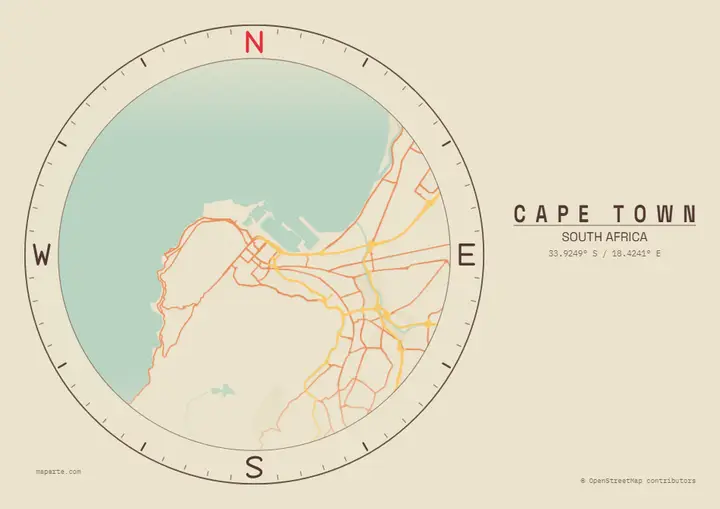 N
W
E
S
CAPE TOWN
SOUTH AFRICA
33.9249° S / 18.4241° E
maparte.com
© OpenStreetMap contributors